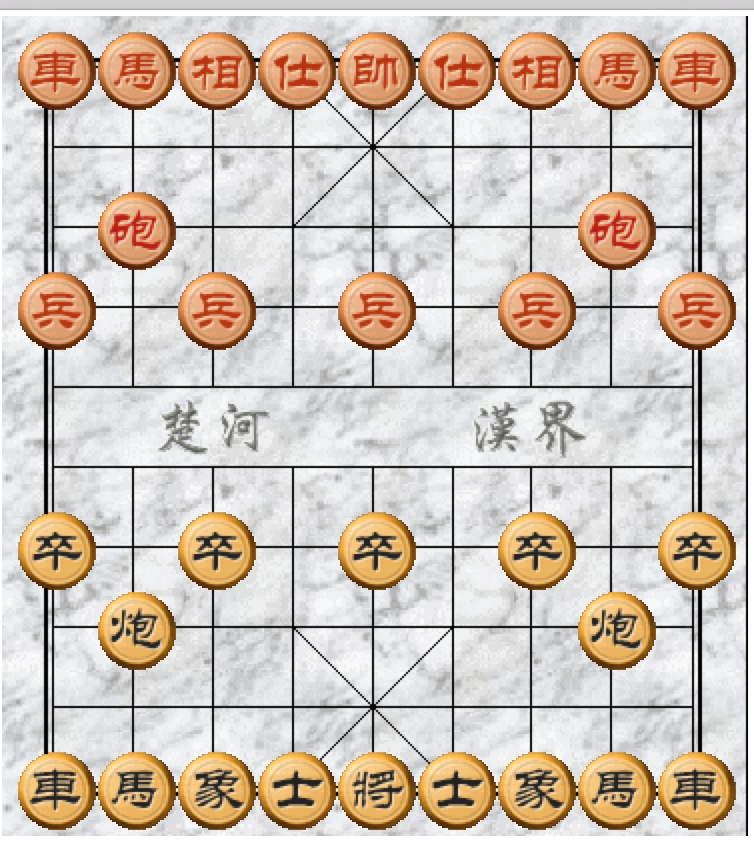 車馬相仕帥仕相馬車
砲 砲
兵 兵 兵 兵 兵
楚河 漢界
卒 卒 卒 卒 卒
炮 炮
車馬象士將士象馬車